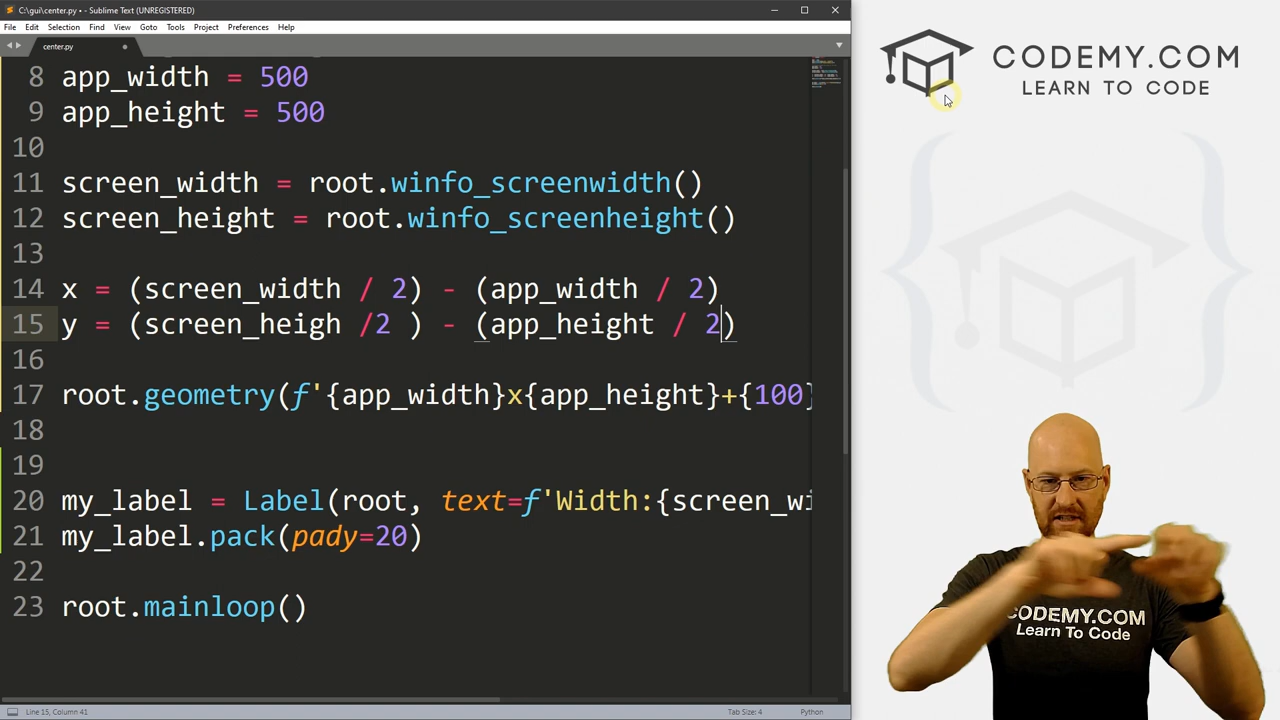 C:\gui\center.py • - Sublime Text (UNREGISTERED)
File Edit Selection Find View Goto Tools Project Preferences Help
center.py
8 app_width = 500
9 app_height = 500
10
11 screen_width = root.winfo_screenwidth()
12 screen_height = root.winfo_screenheight()
13
14 x = (screen_width / 2) - (app_width / 2)
15 y = (screen_heigh /2 ) - (app_height / 2)
16
17 root.geometry(f'{app_width}x{app_height}+{100}
18
19
20 my_label = Label(root, text=f'Width:{screen_wi
21 my_label.pack(pady=20)
22
23 root.mainloop()
Line 15, Column 41
Tab Size: 4
Python
CODEMY.COM
LEARN TO CODE
CODEMY.COM
Learn To Code